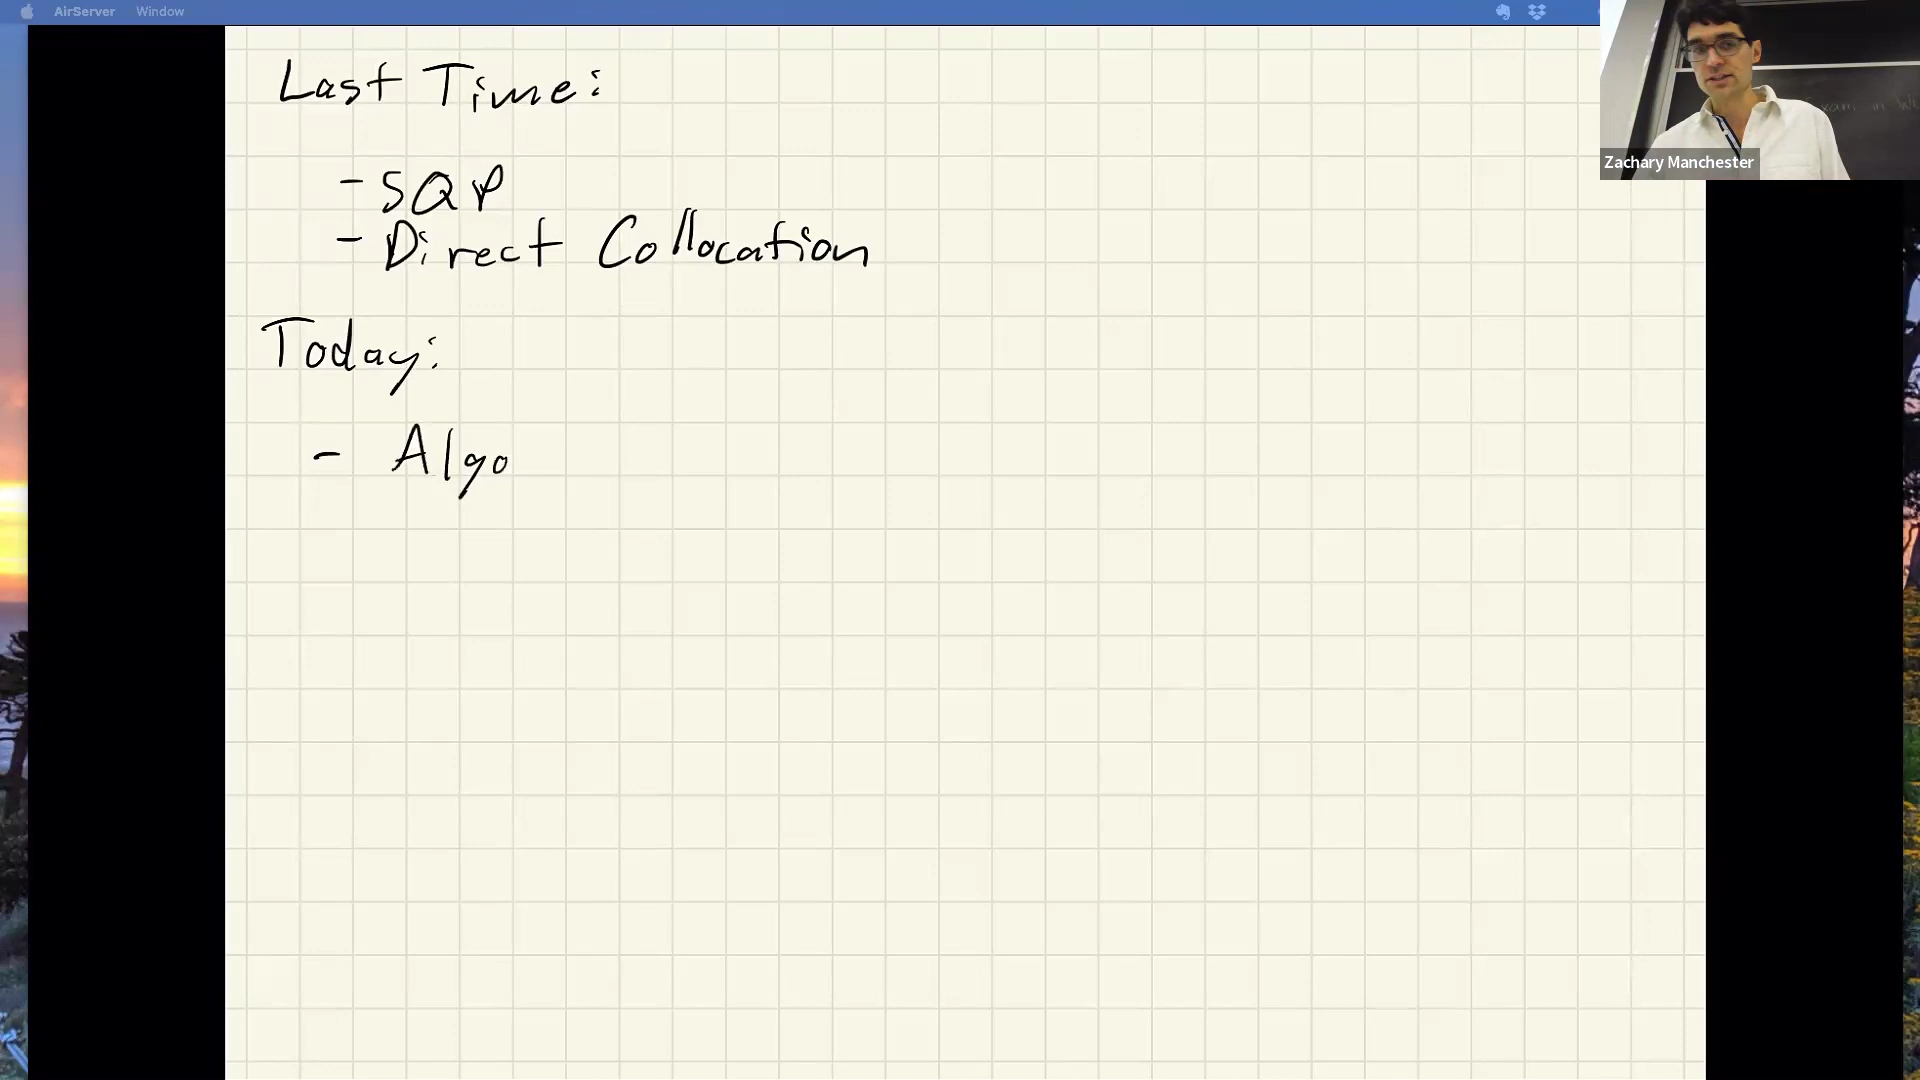 AirServer Window
Last Time:
- SQP
- Direct Collocation
Today:
- Algo
Zachary Manchester